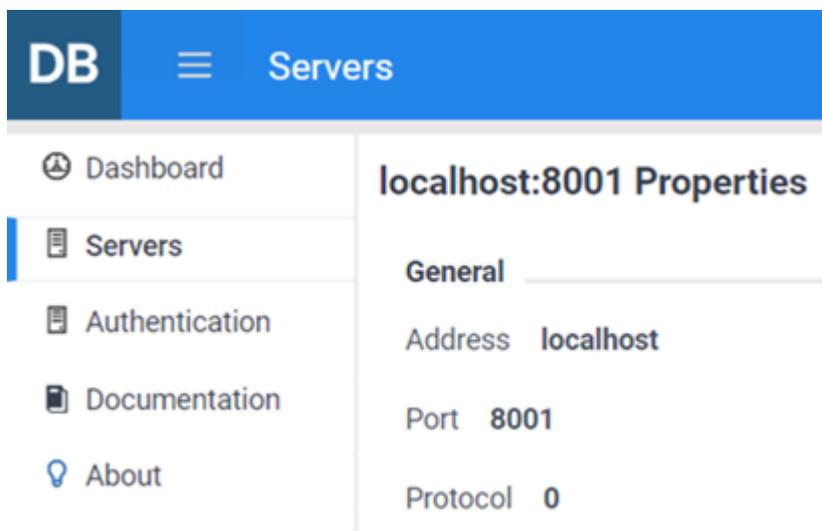 DB
Servers
Dashboard
Servers
Authentication
Documentation
About
localhost:8001 Properties
General
Address localhost
Port 8001
Protocol 0